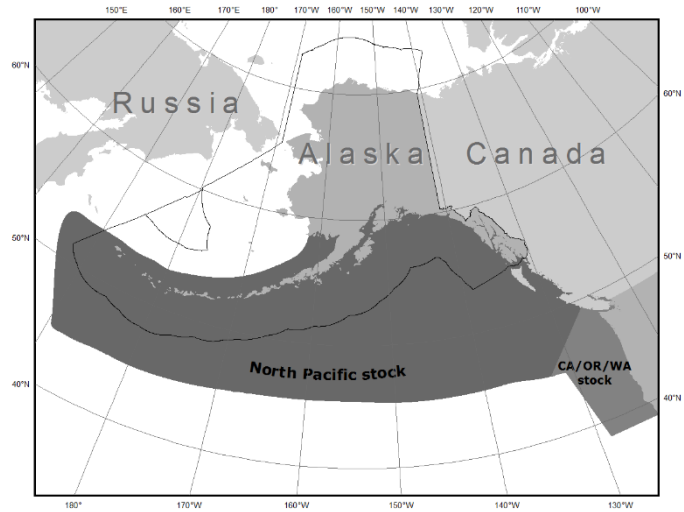 150°E 160°E 170°E 180° 170°W 160°W 150°W 140°W 130°W 120°W 110°W 100°W
60°N
60°N
Russia
Alaska
Canada
50°N
50°N
North Pacific stock
CA/OR/WA
stock
40°N
40°N
180° 170°W 160°W 150°W 140°W 130°W